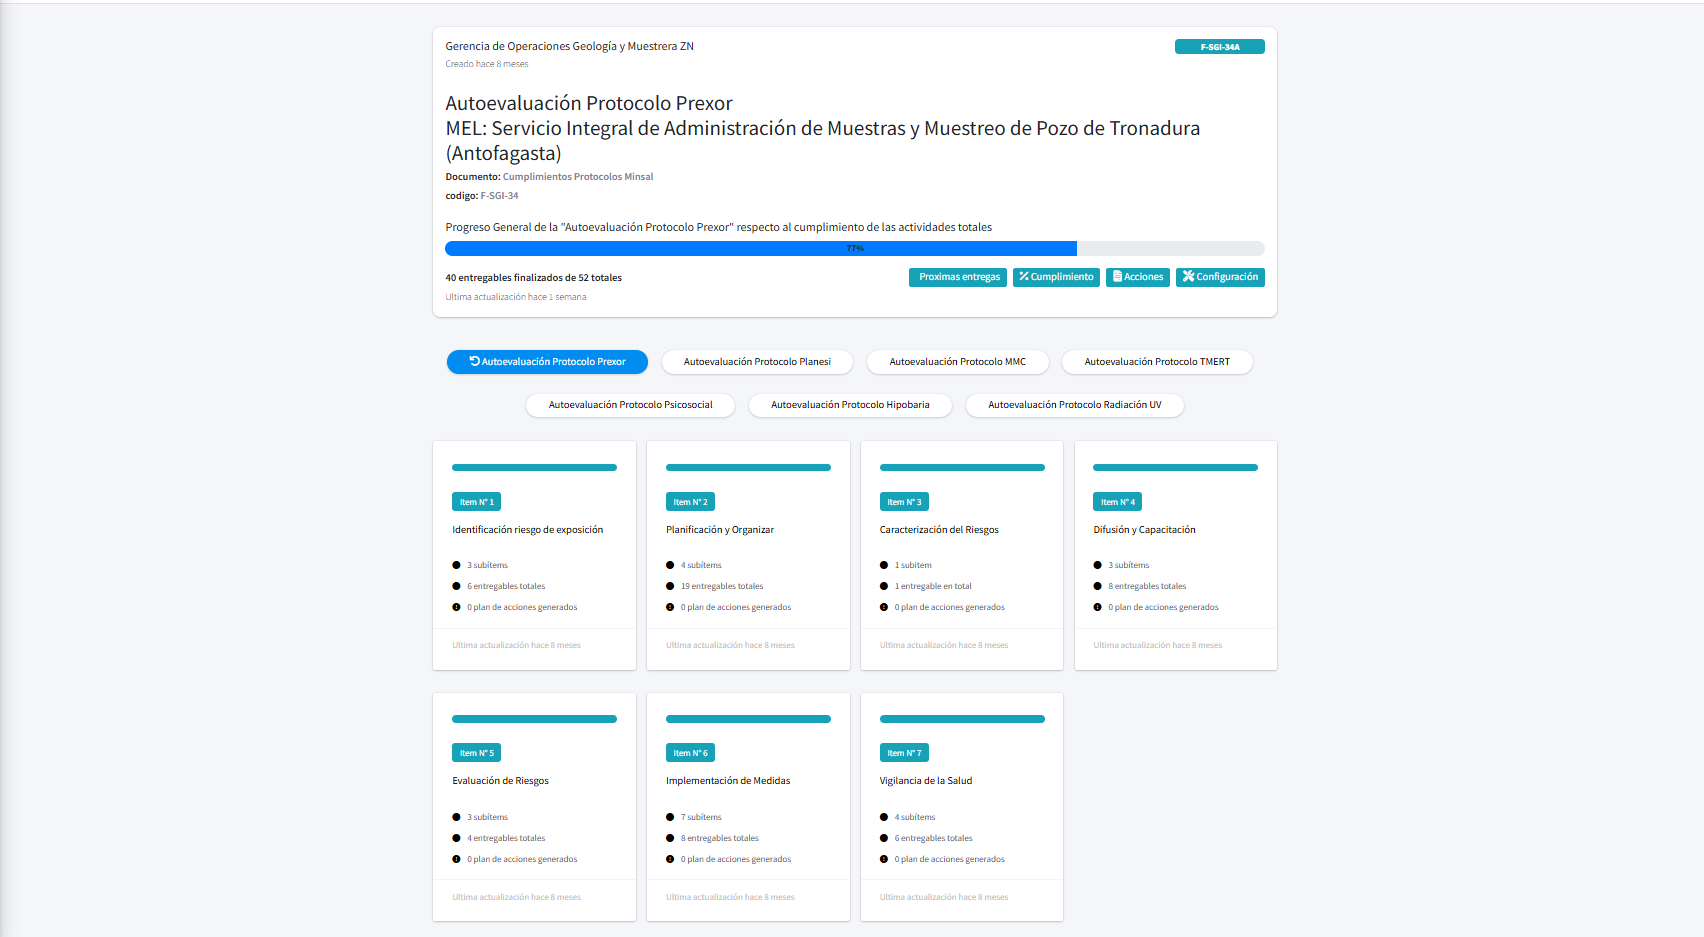 Gerencia de Operaciones Geología y Muestrera ZN
F-SGI-34A
Creado hace 8 meses
Autoevaluación Protocolo Prexor
MEL: Servicio Integral de Administración de Muestras y Muestreo de Pozo de Tronadura
(Antofagasta)
Documento: Cumplimientos Protocolos Minsal
codigo: F-SGI-34
Progreso General de la "Autoevaluación Protocolo Prexor" respecto al cumplimiento de las actividades totales
77%
40 entregables finalizados de 52 totales
Proximas entregas
Cumplimiento
Acciones
Configuración
Ultima actualización hace 1 semana
Autoevaluación Protocolo Prexor
Autoevaluación Protocolo Planesi
Autoevaluación Protocolo MMC
Autoevaluación Protocolo TMERT
Autoevaluación Protocolo Psicosocial
Autoevaluación Protocolo Hipobaria
Autoevaluación Protocolo Radiación UV
Item N° 1
Identificación riesgo de exposición
3 subítems
6 entregables totales
0 plan de acciones generados
Ultima actualización hace 8 meses
Item N° 2
Planificación y Organizar
4 subítems
19 entregables totales
0 plan de acciones generados
Ultima actualización hace 8 meses
Item N° 3
Caracterización del Riesgos
1 subítem
1 entregable en total
0 plan de acciones generados
Ultima actualización hace 8 meses
Item N° 4
Difusión y Capacitación
3 subítems
8 entregables totales
0 plan de acciones generados
Ultima actualización hace 8 meses
Item N° 5
Evaluación de Riesgos
3 subítems
4 entregables totales
0 plan de acciones generados
Ultima actualización hace 8 meses
Item N° 6
Implementación de Medidas
7 subítems
8 entregables totales
0 plan de acciones generados
Ultima actualización hace 8 meses
Item N° 7
Vigilancia de la Salud
4 subítems
6 entregables totales
0 plan de acciones generados
Ultima actualización hace 8 meses